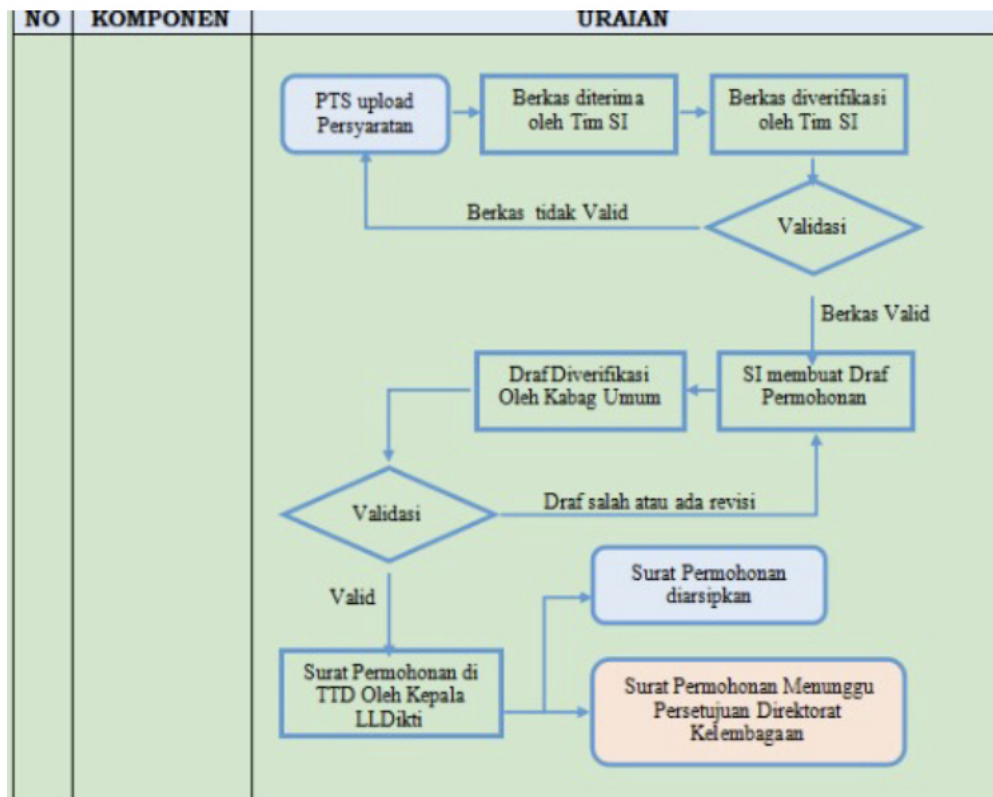 NO KOMPONEN URAIAN
PTS upload
Persyaratan
Berkas diterima
oleh Tim SI
Berkas diverifikasi
oleh Tim SI
Berkas tidak Valid
Validasi
Berkas Valid
Draf Diverifikasi
Oleh Kabag Umum
SI membuat Draf
Permohonan
Validasi
Draf salah atau ada revisi
Surat Permohonan
diarsipkan
Valid
Surat Permohonan di
TTD Oleh Kepala
LLDikti
Surat Permohonan Menunggu
Persetujuan Direktorat
Kelembagaan